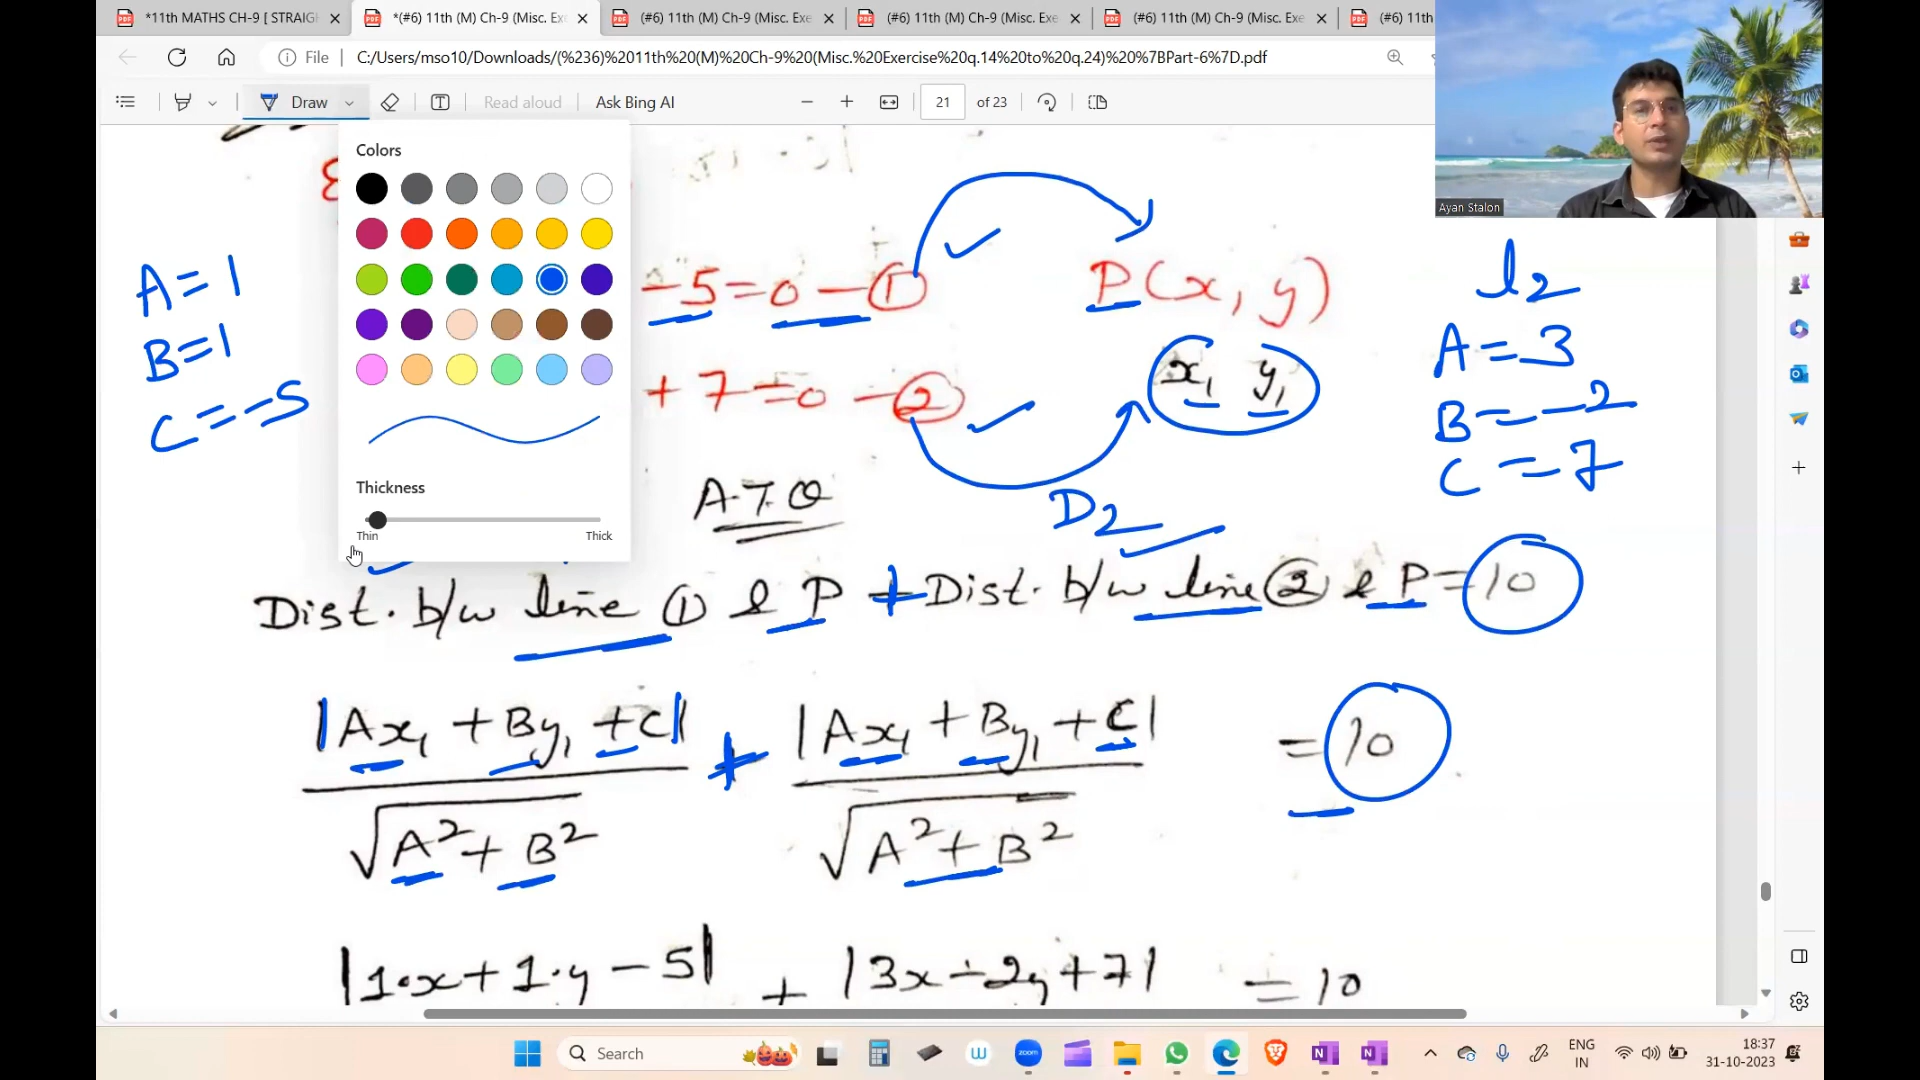 *11th MATHS CH-9 [ STRAIG
*(#6) 11th (M) Ch-9 (Misc. Ex
(#6) 11th (M) Ch-9 (Misc. Exe
(#6) 11th (M) Ch-9 (Misc. Exe
(#6) 11th (M) Ch-9 (Misc. Exe
(#6) 11th
File
C:/Users/mso10/Downloads/(%236)%2011th%20(M)%20Ch-9%20(Misc.%20Exercise%20q.14%20to%20q.24)%20%7BPart-6%7D.pdf
Draw
Read aloud
Ask Bing AI
21 of 23
Ayan Stalon
Colors
Thickness
Thin
Thick
A = 1
B = 1
C = -5
- 5 = 0 - ①
P(x, y)
+ 7 = 0 - ②
x₁ y₁
l2
A = 3
B = -2
C = 7
A T Q
D2
Dist. b/w line ① & P + Dist. b/w line ② & P = 10
|Ax₁ + By₁ + C| + |Ax₁ + By₁ + C| = 10
√A² + B² √A² + B²
|1·x + 1·y - 5| + |3x - 2y + 7| = 10
Search
ENG
IN
18:37
31-10-2023